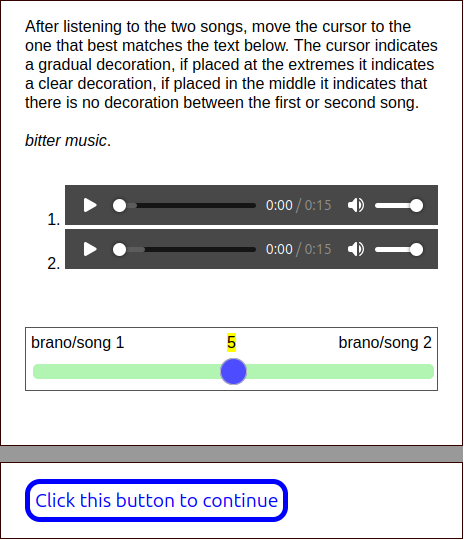 After listening to the two songs, move the cursor to the
one that best matches the text below. The cursor indicates
a gradual decoration, if placed at the extremes it indicates
a clear decoration, if placed in the middle it indicates that
there is no decoration between the first or second song.
bitter music.
1. 0:00 / 0:15
2. 0:00 / 0:15
brano/song 1 5 brano/song 2
Click this button to continue